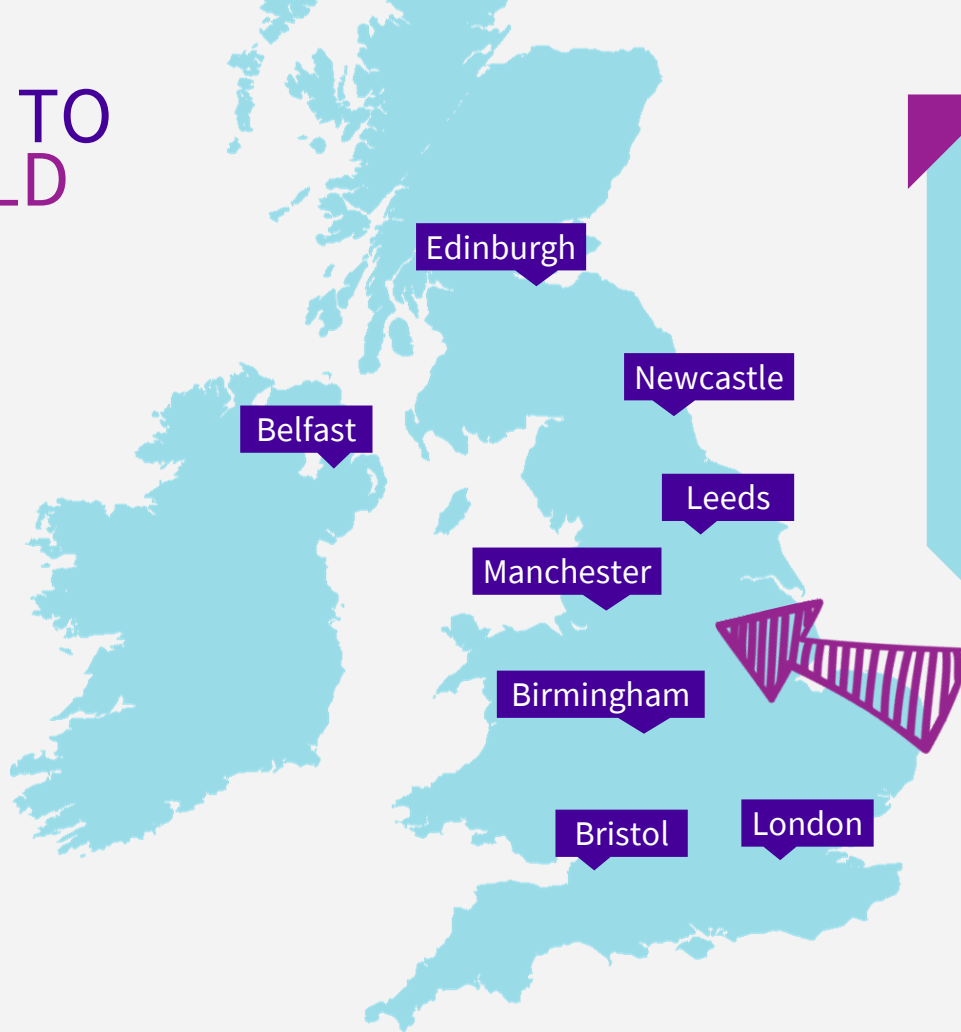 TO
LD
Edinburgh
Newcastle
Belfast
Leeds
Manchester
Birmingham
London
Bristol